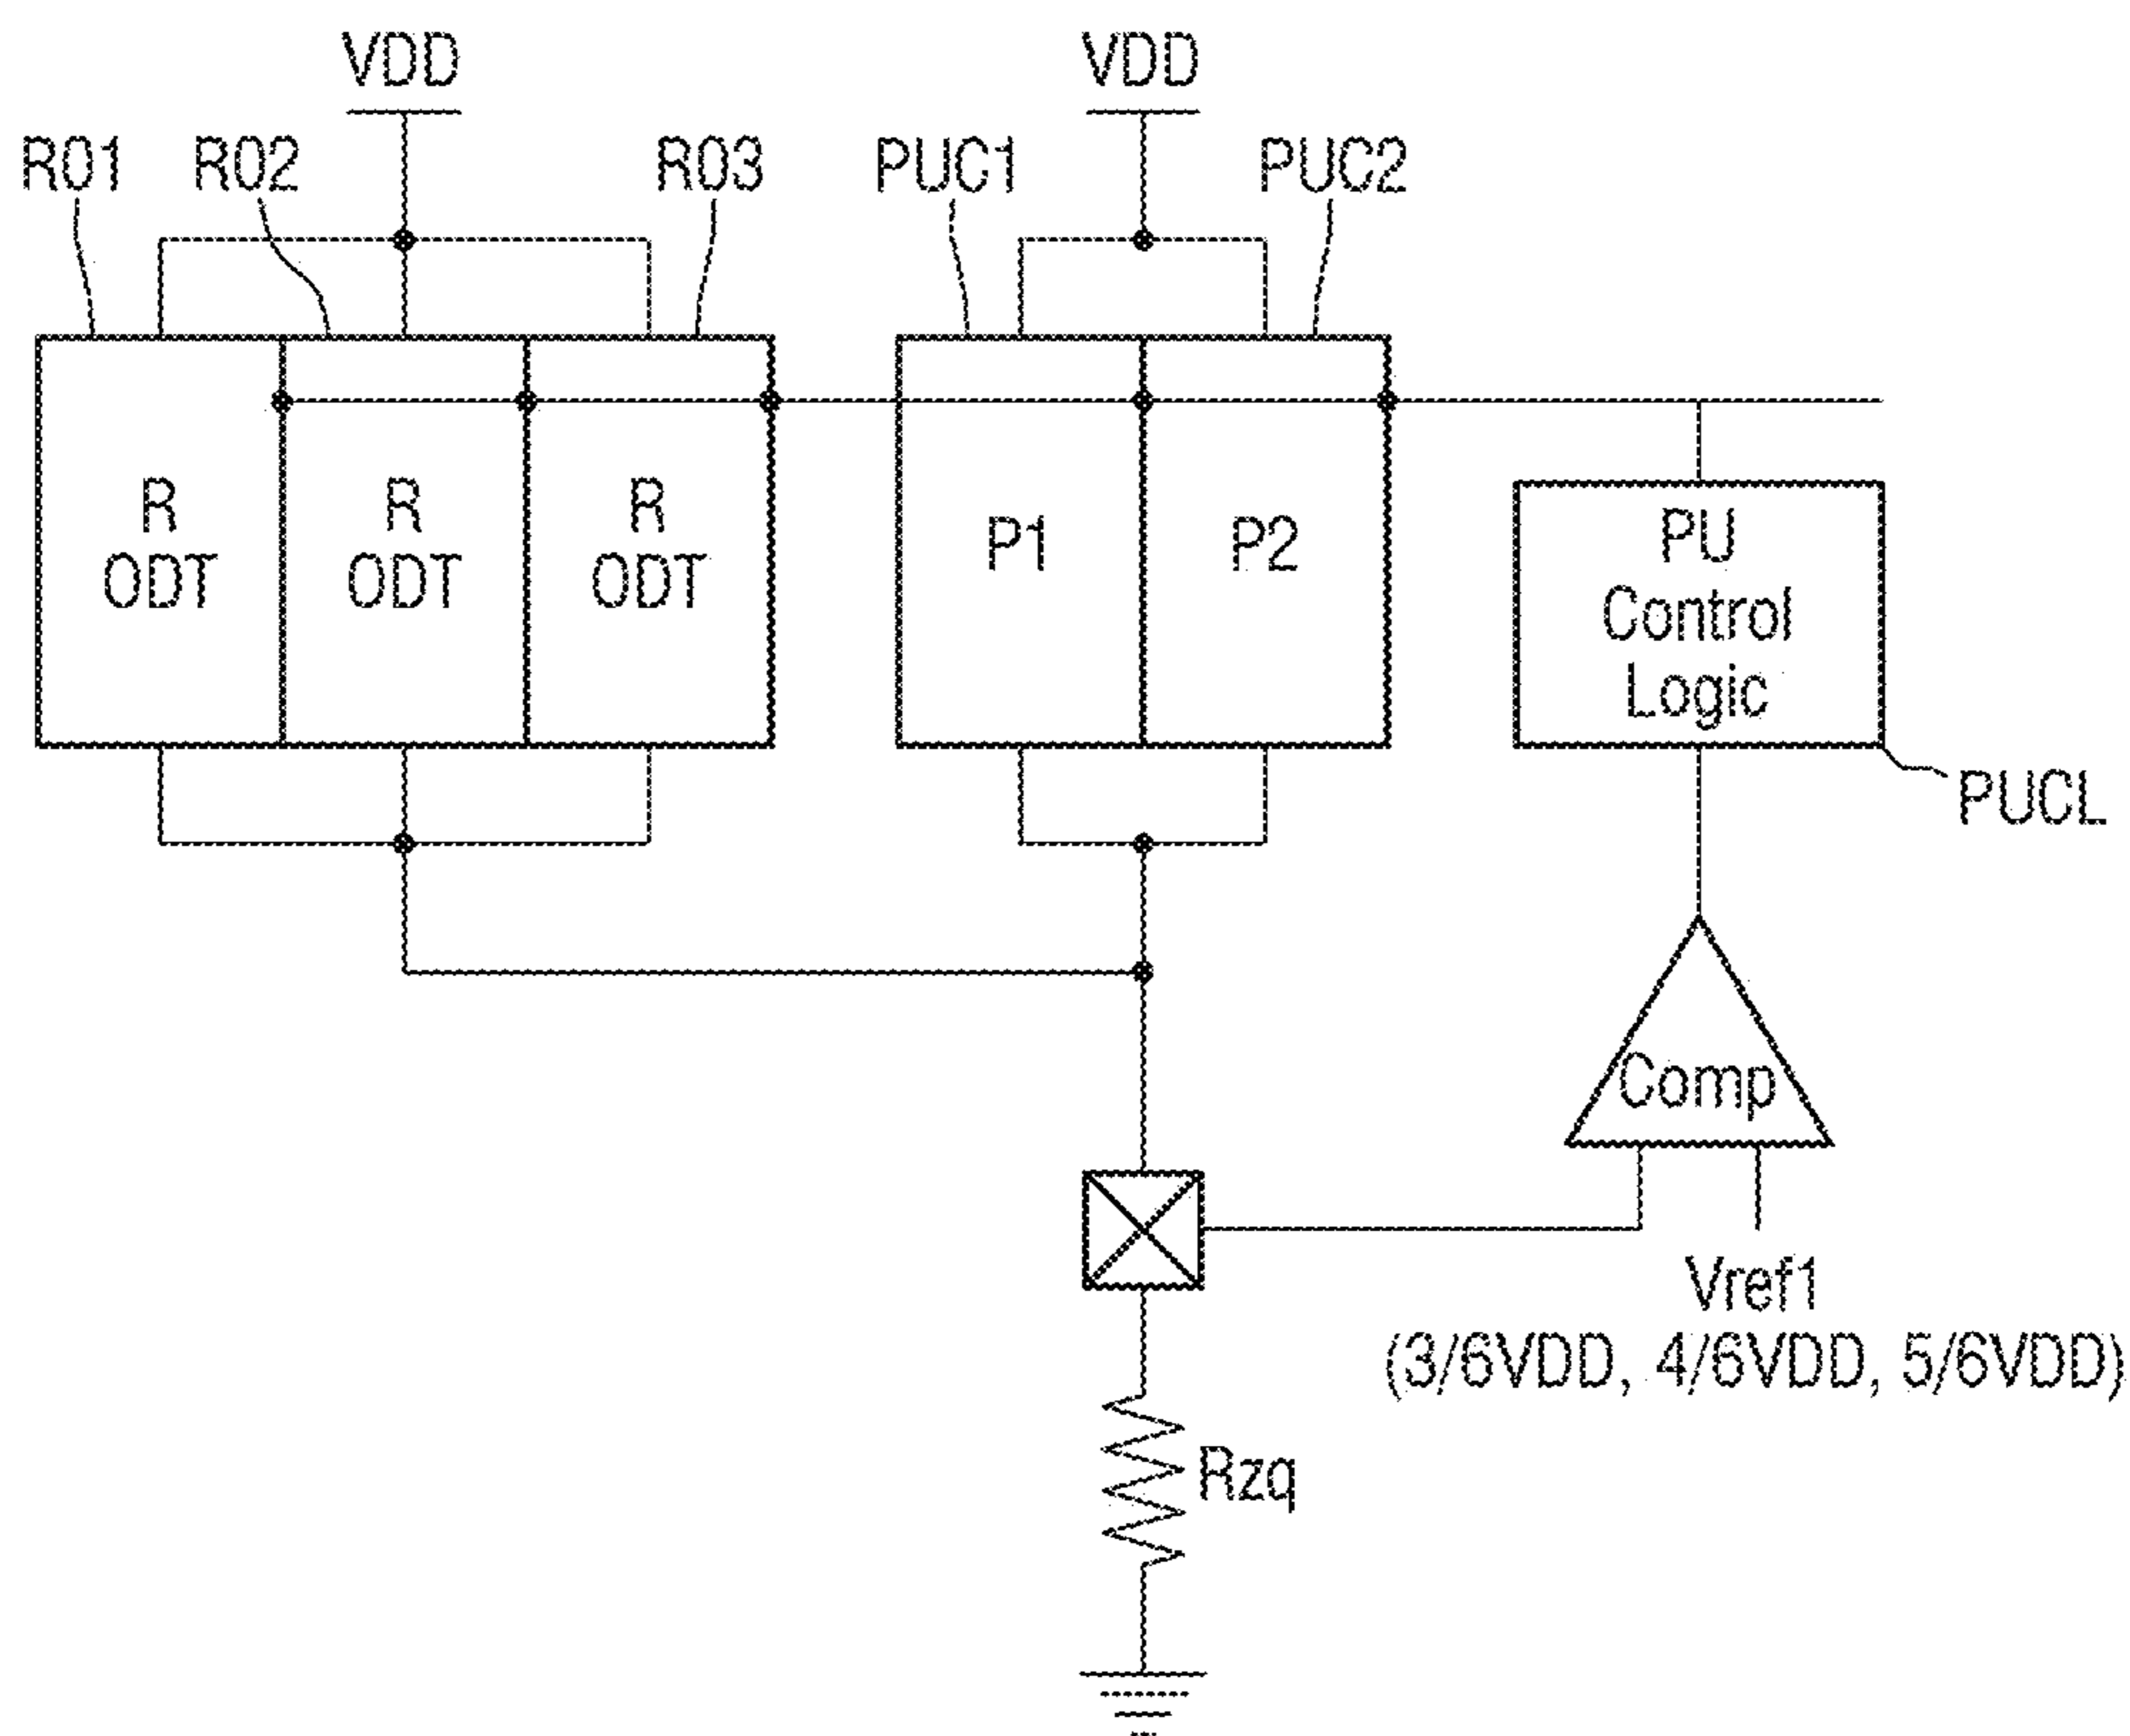 VDD
VDD
R01
R02
R03
PUC1
PUC2
R
ODT
R
ODT
R
ODT
P1
P2
PU
Control
Logic
PUCL
Comp
Vref1
(3/6VDD, 4/6VDD, 5/6VDD)
Rzq